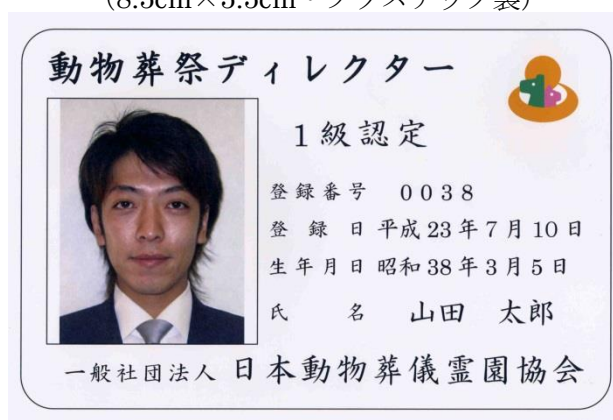 (8.5cm×5.5cm・プラスチック製)
動物葬祭ディレクター
1級認定
登録番号 0038
登録日 平成23年7月10日
生年月日 昭和38年3月5日
氏名 山田 太郎
一般社団法人 日本動物葬儀霊園協会